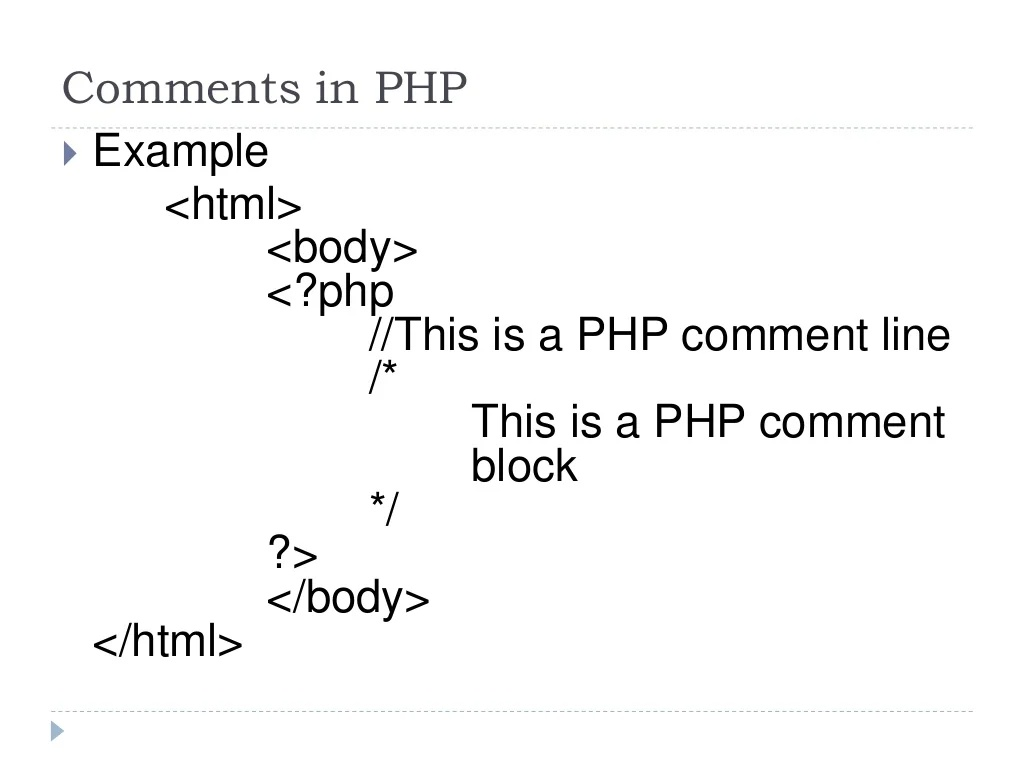 Comments in PHP
Example
<html>
<body>
<?php
//This is a PHP comment line
/*
This is a PHP comment
block
*/
?>
</body>
</html>